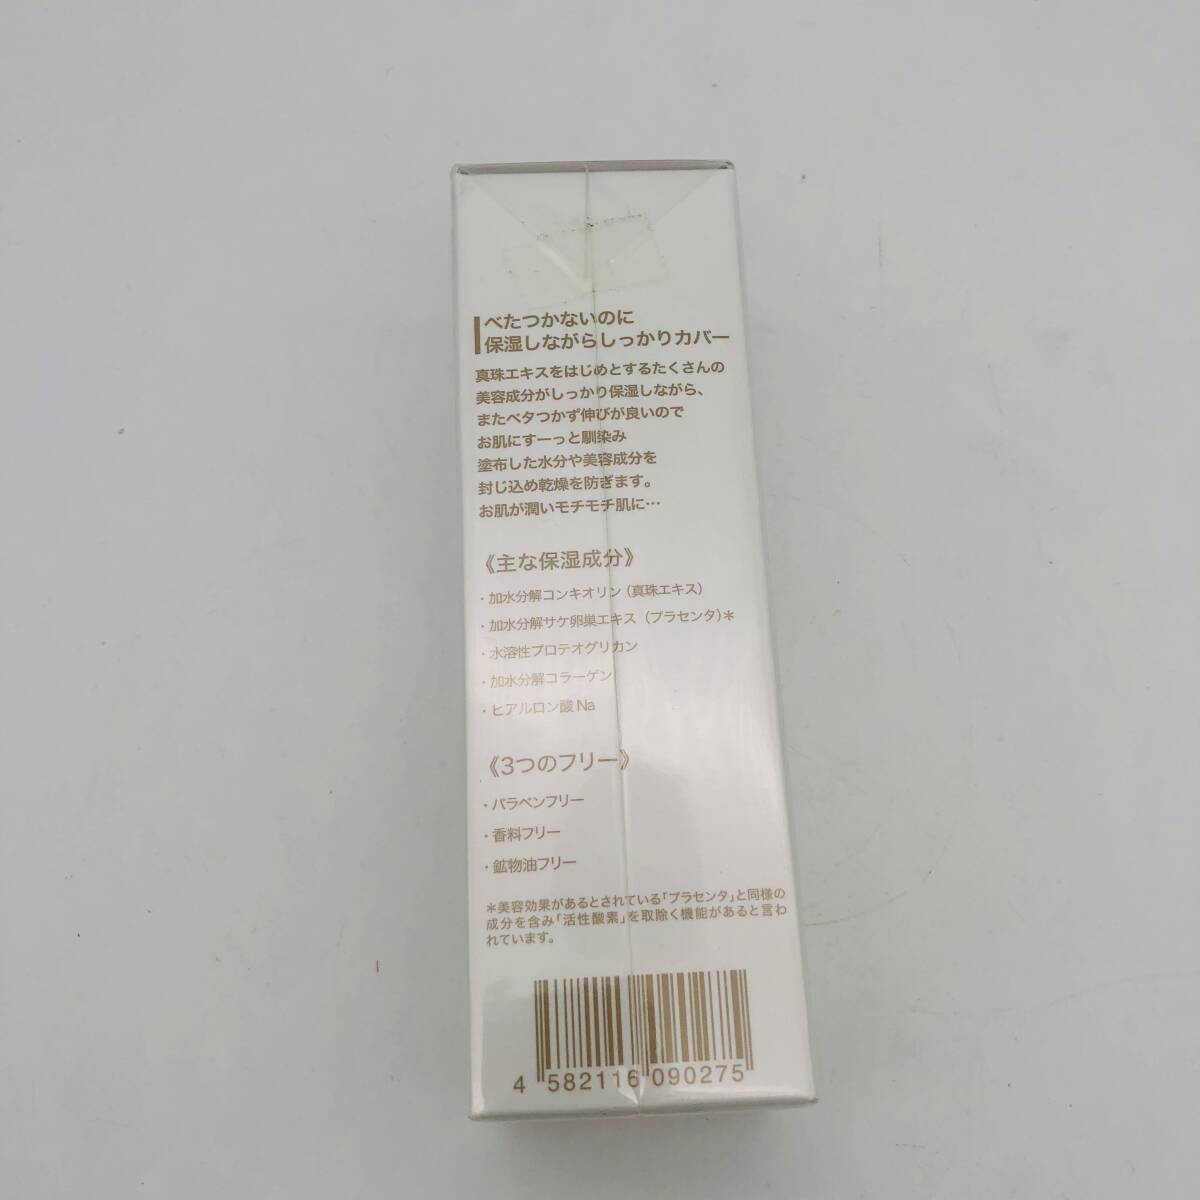 べたつかないのに
保湿しながらしっかりカバー
真珠エキスをはじめとするたくさんの
美容成分がしっかり保湿しながら、
またベタつかず伸びが良いので
お肌にすーっと馴染み
塗布した水分や美容成分を
封じ込め乾燥を防ぎます。
お肌が潤いモチモチ肌に…
《主な保湿成分》
・加水分解コンキオリン（真珠エキス）
・加水分解サケ卵巣エキス（プラセンタ）＊
・水溶性プロテオグリカン
・加水分解コラーゲン
・ヒアルロン酸Na
《3つのフリー》
・パラベンフリー
・香料フリー
・鉱物油フリー
＊美容効果があるとされている「プラセンタ」と同様の
成分を含み「活性酸素」を取除く機能があると言わ
れています。
4 582116 090275